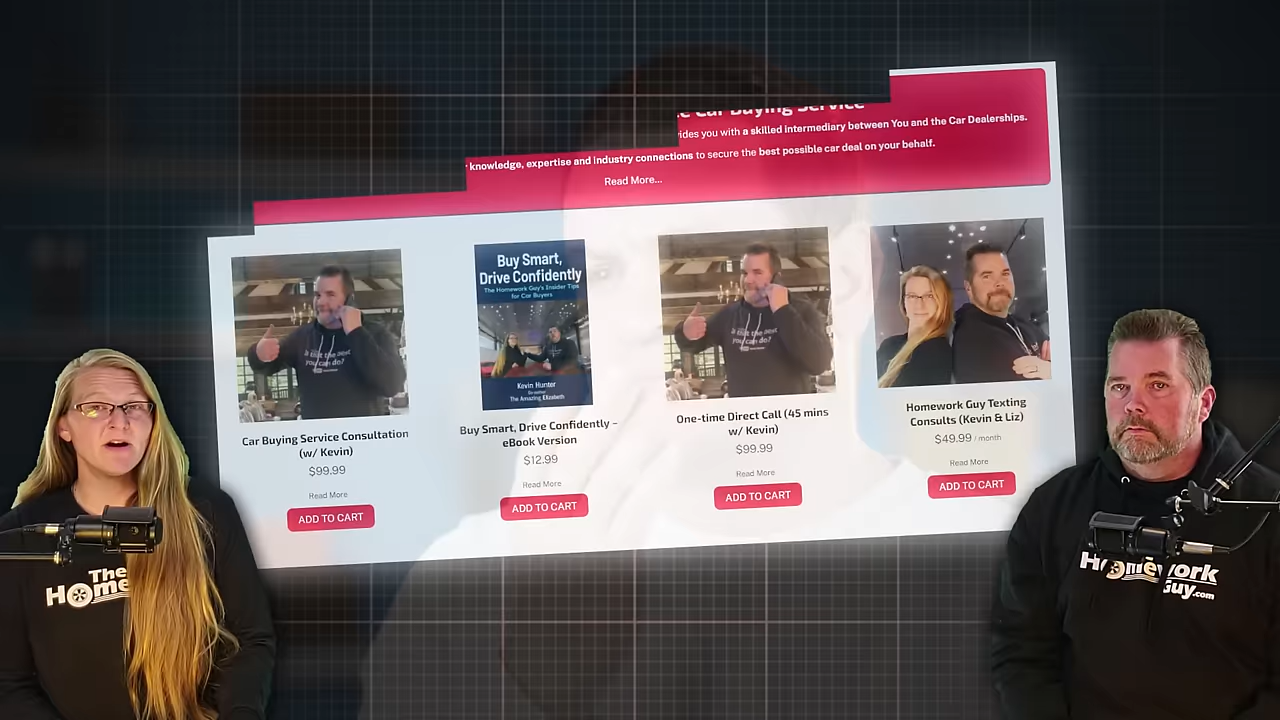 Car Buying Service
you with a skilled intermediary between You and the Car Dealerships.
knowledge, expertise and industry connections to secure the best possible car deal on your behalf.
Read More...
Buy Smart,
Drive Confidently
The Homework Guy's Insider Tips
for Car Buyers
Kevin Hunter
The Amazing Elizabeth
Car Buying Service Consultation
(w/ Kevin)
$99.99
Read More
ADD TO CART
Buy Smart, Drive Confidently –
eBook Version
$12.99
Read More
ADD TO CART
One-time Direct Call (45 mins
w/ Kevin)
$99.99
Read More
ADD TO CART
Homework Guy Texting
Consults (Kevin & Liz)
$49.99 / month
Read More
ADD TO CART
The
Home
Homework
Guy.com